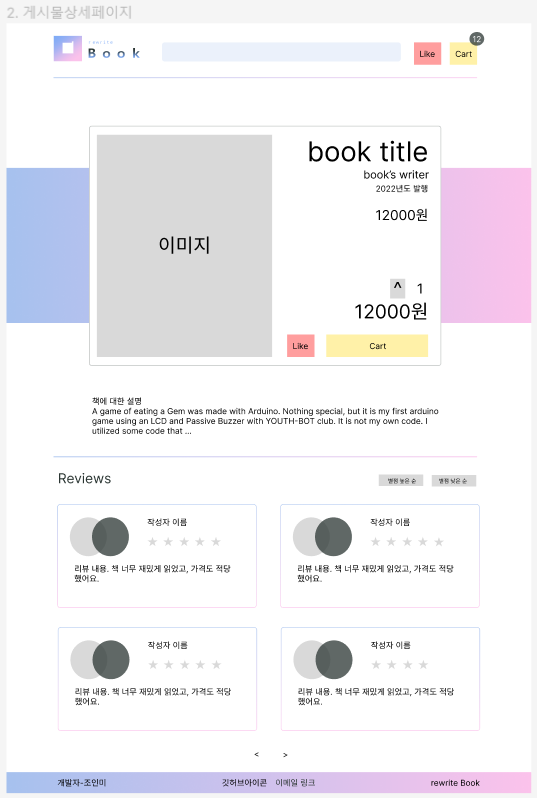 2. 게시물상세페이지
rewrite
Book
Like
Cart
12
이미지
book title
book's writer
2022년도 발행
12000원
^ 1
12000원
Like
Cart
책에 대한 설명
A game of eating a Gem was made with Arduino. Nothing special, but it is my first arduino
game using an LCD and Passive Buzzer with YOUTH-BOT club. It is not my own code. I
utilized some code that ...
Reviews
별점 높은 순
별점 낮은 순
작성자 이름
★ ★ ★ ★ ★
리뷰 내용. 책 너무 재밌게 읽었고, 가격도 적당
했어요.
작성자 이름
★ ★ ★ ★ ★
리뷰 내용. 책 너무 재밌게 읽었고, 가격도 적당
했어요.
작성자 이름
★ ★ ★ ★ ★
리뷰 내용. 책 너무 재밌게 읽었고, 가격도 적당
했어요.
작성자 이름
★ ★ ★ ★
리뷰 내용. 책 너무 재밌게 읽었고, 가격도 적당
했어요.
< >
개발자-조인미
깃허브아이콘 이메일 링크
rewrite Book